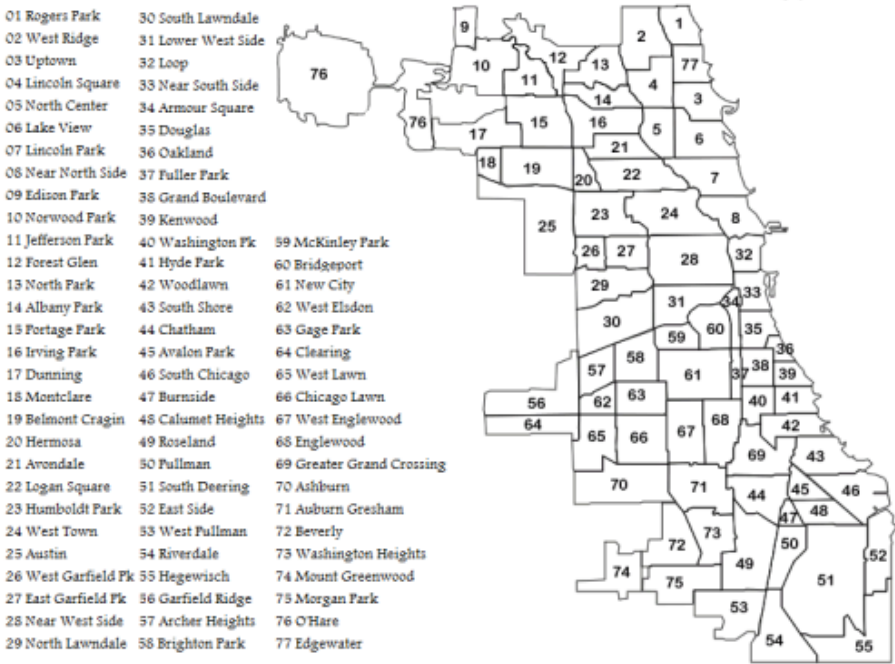 01 Rogers Park
02 West Ridge
03 Uptown
04 Lincoln Square
05 North Center
06 Lake View
07 Lincoln Park
08 Near North Side
09 Edison Park
10 Norwood Park
11 Jefferson Park
12 Forest Glen
13 North Park
14 Albany Park
15 Portage Park
16 Irving Park
17 Dunning
18 Montclare
19 Belmont Cragin
20 Hermosa
21 Avondale
22 Logan Square
23 Humboldt Park
24 West Town
25 Austin
26 West Garfield Pk
27 East Garfield Pk
28 Near West Side
29 North Lawndale
30 South Lawndale
31 Lower West Side
32 Loop
33 Near South Side
34 Armour Square
35 Douglas
36 Oakland
37 Fuller Park
38 Grand Boulevard
39 Kenwood
40 Washington Pk
41 Hyde Park
42 Woodlawn
43 South Shore
44 Chatham
45 Avalon Park
46 South Chicago
47 Burnside
48 Calumet Heights
49 Roseland
50 Pullman
51 South Deering
52 East Side
53 West Pullman
54 Riverdale
55 Hegewisch
56 Garfield Ridge
57 Archer Heights
58 Brighton Park
59 McKinley Park
60 Bridgeport
61 New City
62 West Elsdon
63 Gage Park
64 Clearing
65 West Lawn
66 Chicago Lawn
67 West Englewood
68 Englewood
69 Greater Grand Crossing
70 Ashburn
71 Auburn Gresham
72 Beverly
73 Washington Heights
74 Mount Greenwood
75 Morgan Park
76 O'Hare
77 Edgewater
1
9
2
12
13
77
10
76
11
4
14
3
76
15
16
5
17
6
21
18
19
20
22
7
23
24
8
25
26
27
32
28
29
33
31
34
30
35
59
60
36
58
38
57
61
37
39
63
40
41
56
62
67
68
64
42
65
66
69
43
70
71
44
45
46
48
47
73
50
72
52
49
74
75
51
53
54
55